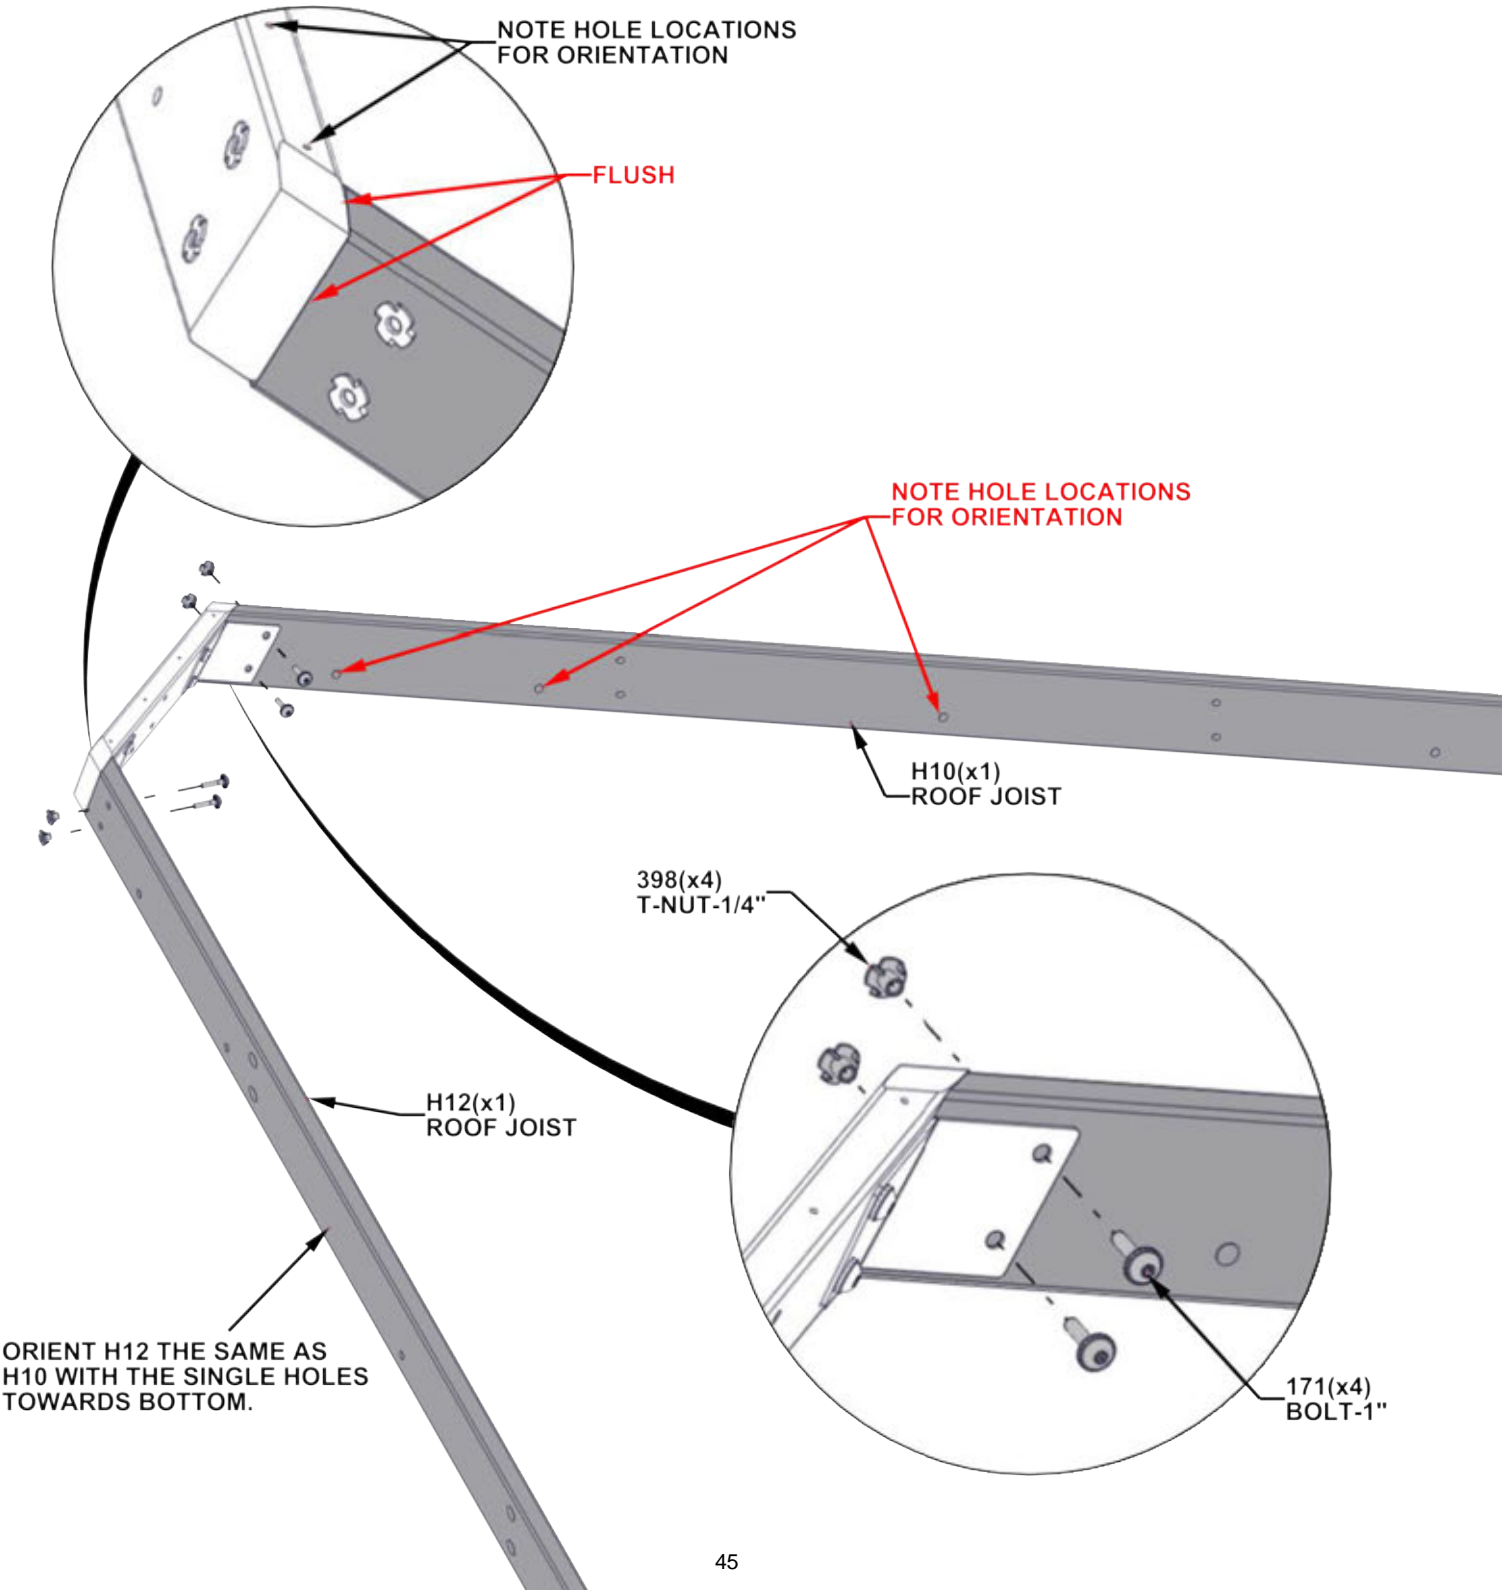 NOTE HOLE LOCATIONS
FOR ORIENTATION
FLUSH
NOTE HOLE LOCATIONS
FOR ORIENTATION
H10(x1)
ROOF JOIST
398(x4)
T-NUT-1/4"
H12(x1)
ROOF JOIST
ORIENT H12 THE SAME AS
H10 WITH THE SINGLE HOLES
TOWARDS BOTTOM.
171(x4)
BOLT-1"
45